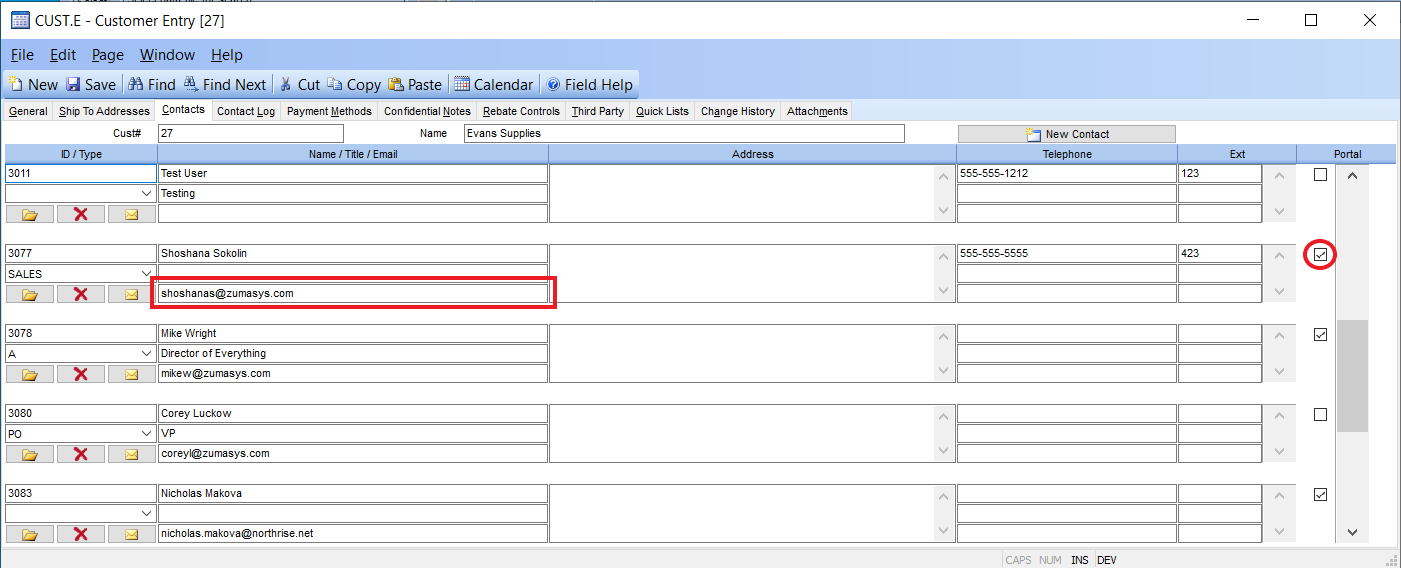 CUST.E - Customer Entry [27]
File Edit Page Window Help
New Save Find Find Next Cut Copy Paste Calendar Field Help
General Ship To Addresses Contacts Contact Log Payment Methods Confidential Notes Rebate Controls Third Party Quick Lists Change History Attachments
Cust# 27 Name Evans Supplies New Contact
ID / Type Name / Title / Email Address Telephone Ext Portal
3011 Test User 555-555-1212 123
Testing
3077 Shoshana Sokolin 555-555-5555 423
SALES
shoshanas@zumasys.com
3078 Mike Wright
A Director of Everything
mikew@zumasys.com
3080 Corey Luckow
PO VP
coreyl@zumasys.com
3083 Nicholas Makova
nicholas.makova@northrise.net
CAPS NUM INS DEV